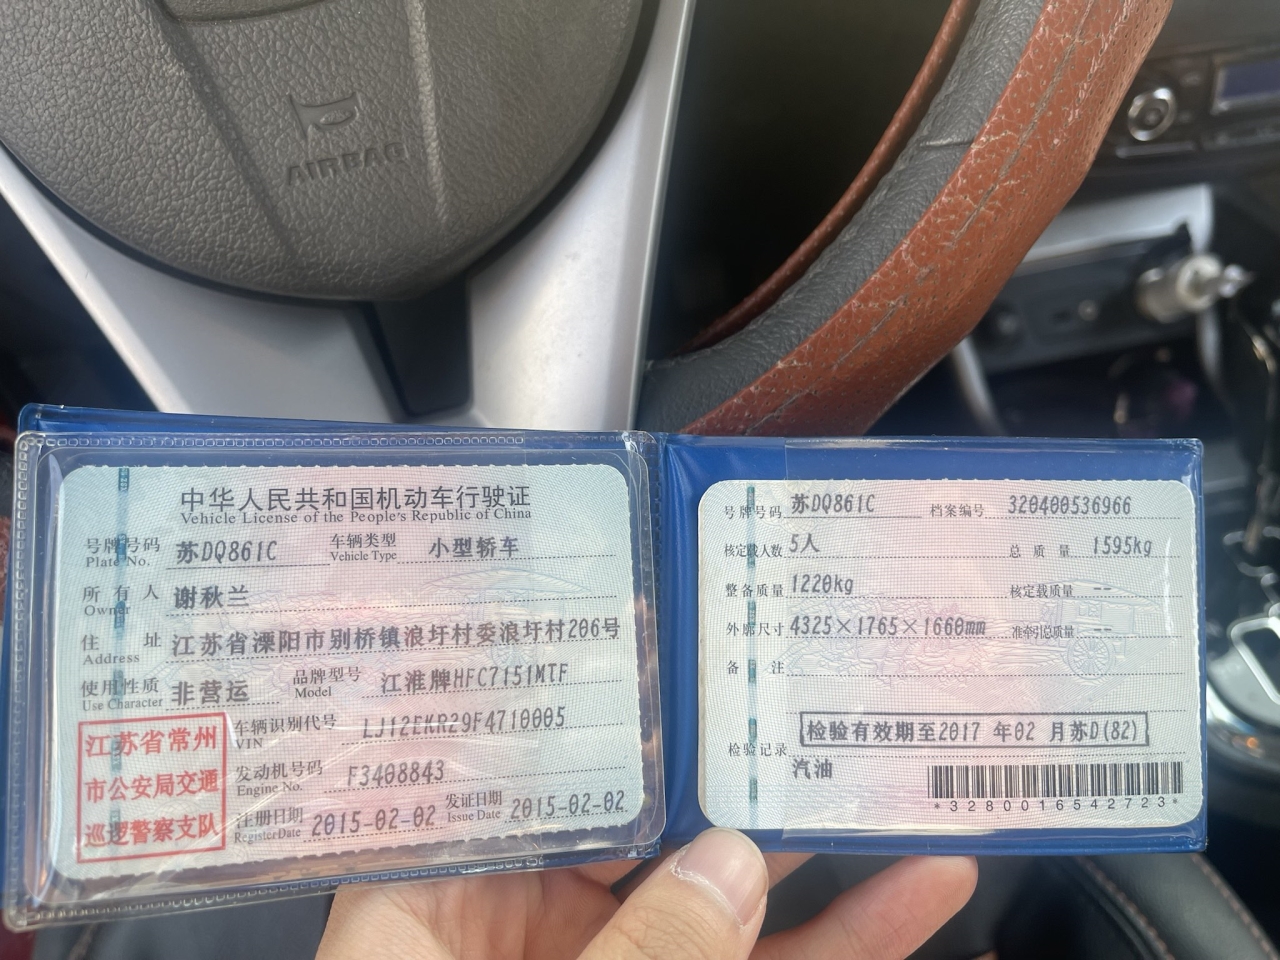 AIRBAG
中华人民共和国机动车行驶证
Vehicle License of the People's Republic of China
号牌号码 苏DQ861C 车辆类型 小型轿车
Plate No. Vehicle Type
所有人 谢秋兰
Owner
住址 江苏省溧阳市别桥镇浪圩村委浪圩村206号
Address
使用性质 非营运 品牌型号 江淮牌HFC7151MTF
Use Character Model
江苏省常州
市公安局交通
巡逻警察支队
车辆识别代号 LJ12EKR29F4710005
VIN
发动机号码 F3408843
Engine No.
注册日期 2015-02-02 发证日期 2015-02-02
Register Date Issue Date
号牌号码 苏DQ861C 档案编号 320400536966
核定载人数 5人 总质量 1595kg
整备质量 1220kg 核定载质量 --
外廓尺寸 4325×1765×1660mm 准牵引总质量 --
备注
检验记录 检验有效期至2017 年02 月苏D(82)
汽油
*3280016542723*